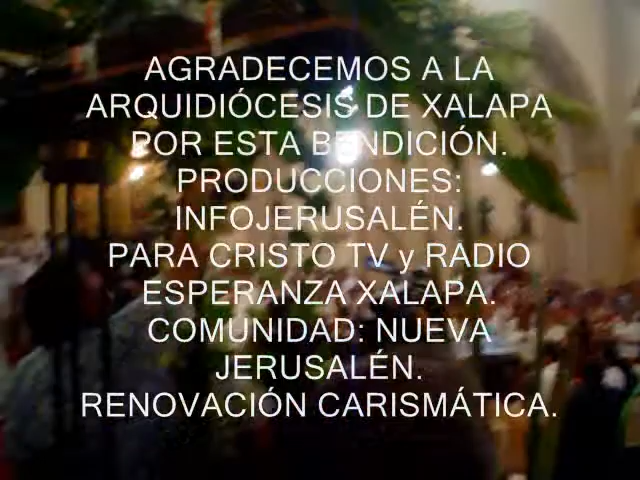 AGRADECEMOS A LA
ARQUIDIÓCESIS DE XALAPA
POR ESTA BENDICIÓN.
PRODUCCIONES:
INFOJERUSALÉN.
PARA CRISTO TV y RADIO
ESPERANZA XALAPA.
COMUNIDAD: NUEVA
JERUSALÉN.
RENOVACIÓN CARISMÁTICA.